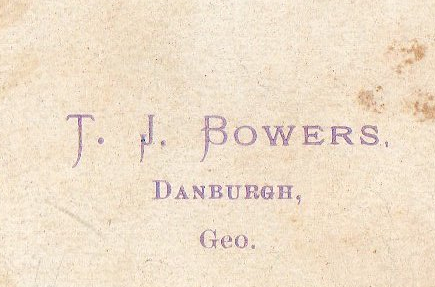 T. J. BOWERS,
DANBURGH,
Geo.